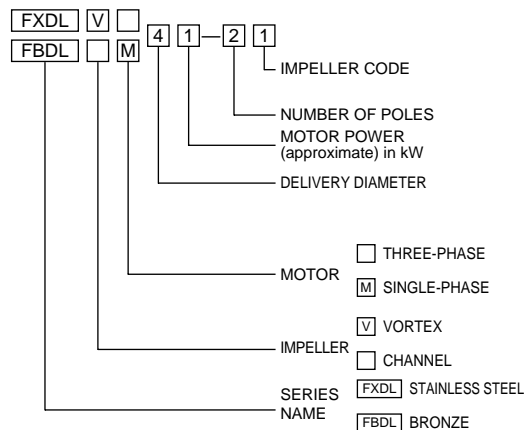 FXDL V
FBDL M 4 1 – 2 1
IMPELLER CODE
NUMBER OF POLES
MOTOR POWER
(approximate) in kW
DELIVERY DIAMETER
MOTOR
THREE-PHASE
M SINGLE-PHASE
IMPELLER
V VORTEX
CHANNEL
SERIES
NAME
FXDL STAINLESS STEEL
FBDL BRONZE